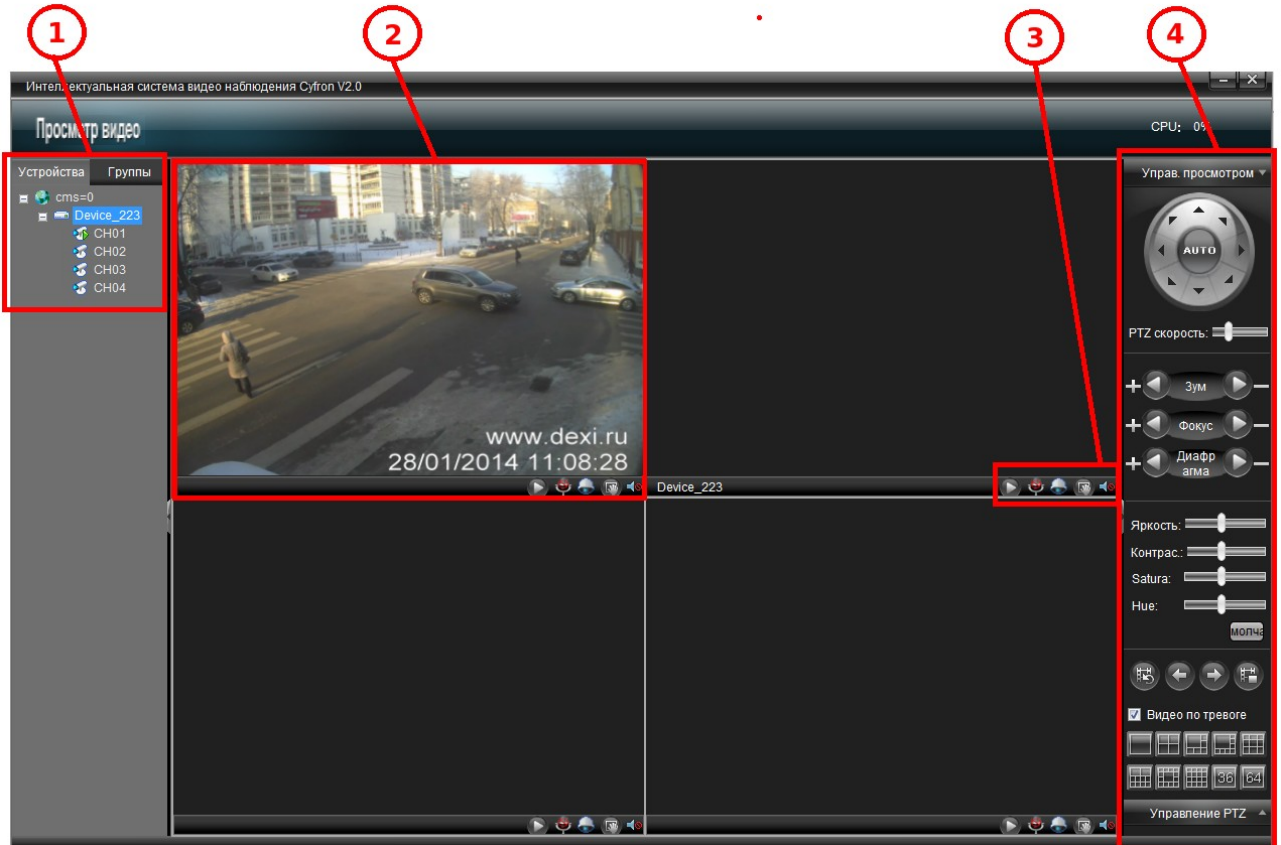 1
2
3
4
Интеллектуальная система видео наблюдения Cyfron V2.0
Просмотр видео
CPU: 0%
Устройства Группы
cms=0
Device_223
CH01
CH02
CH03
CH04
www.dexi.ru
28/01/2014 11:08:28
Device_223
Управ. просмотром
AUTO
PTZ скорость:
+ Зум −
+ Фокус −
+ Диафр
агма −
Яркость:
Контрас.:
Satura:
Hue:
молча
Видео по тревоге
36 64
Управление PTZ